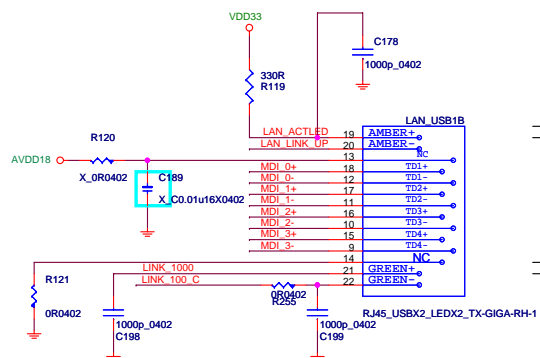 VDD33
C178
1000p_0402
330R
R119
LAN_USB1B
LAN_ACTLED 19 AMBER+
LAN_LINK_UP 20 AMBER-
R120
AVDD18
13 NC
X_0R0402
C189
X_C0.01u16X0402
MDI_0+ 18 TD1+
MDI_0- 12 TD1-
MDI_1+ 17 TD2+
MDI_1- 11 TD2-
MDI_2+ 16 TD3+
MDI_2- 10 TD3-
MDI_3+ 15 TD4+
MDI_3- 9 TD4-
14 NC
LINK_1000 21 GREEN+
LINK_100_C 22 GREEN-
R121
0R0402
0R0402
R255
RJ45_USBX2_LEDX2_TX-GIGA-RH-1
1000p_0402
C198
1000p_0402
C199